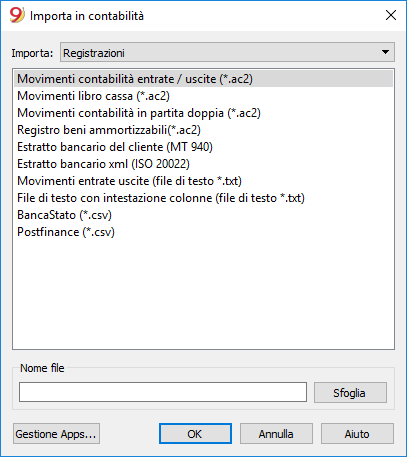 9 Importa in contabilità
Importa: Registrazioni
Movimenti contabilità entrate / uscite (*.ac2)
Movimenti libro cassa (*.ac2)
Movimenti contabilità in partita doppia (*.ac2)
Registro beni ammortizzabili(*.ac2)
Estratto bancario del cliente (MT 940)
Estratto bancario xml (ISO 20022)
Movimenti entrate uscite (file di testo *.txt)
File di testo con intestazione colonne (file di testo *.txt)
BancaStato (*.csv)
Postfinance (*.csv)
Nome file
Sfoglia
Gestione Apps... OK Annulla Aiuto